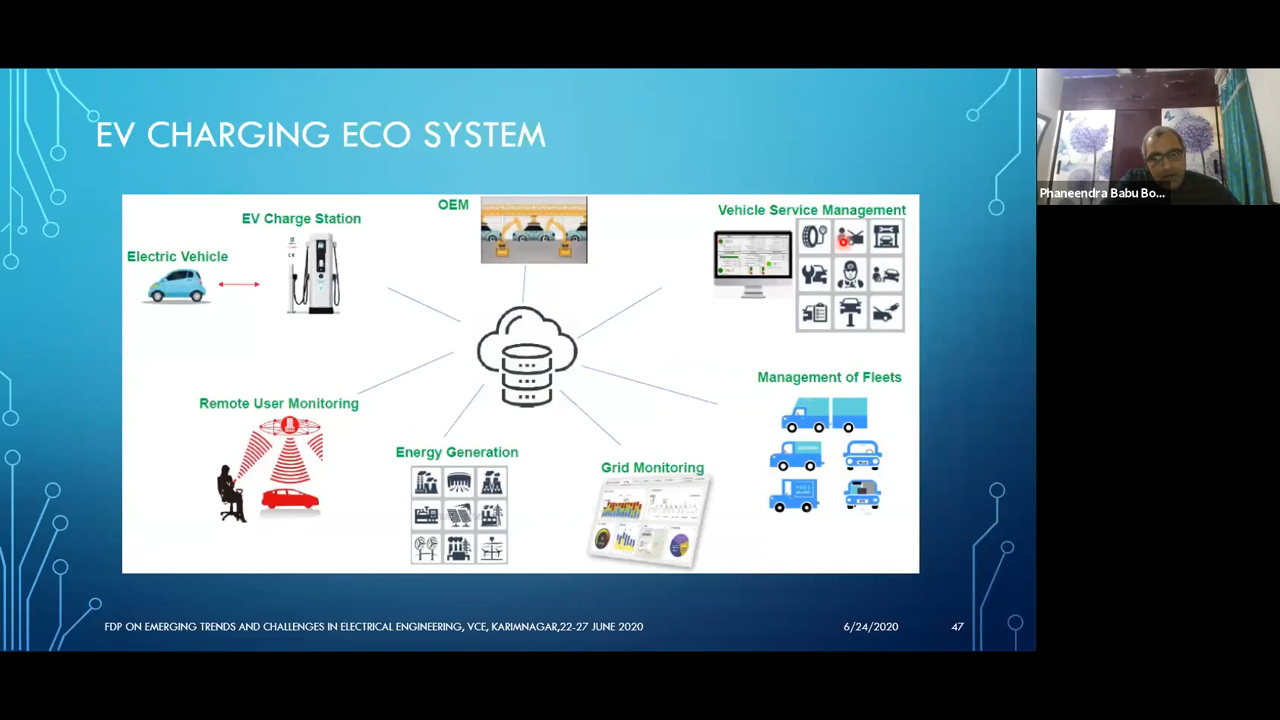 EV CHARGING ECO SYSTEM
Phaneendra Babu Bo...
OEM
EV Charge Station
Vehicle Service Management
Electric Vehicle
Management of Fleets
Remote User Monitoring
Energy Generation
Grid Monitoring
FDP ON EMERGING TRENDS AND CHALLENGES IN ELECTRICAL ENGINEERING, VCE, KARIMNAGAR,22-27 JUNE 2020
6/24/2020
47